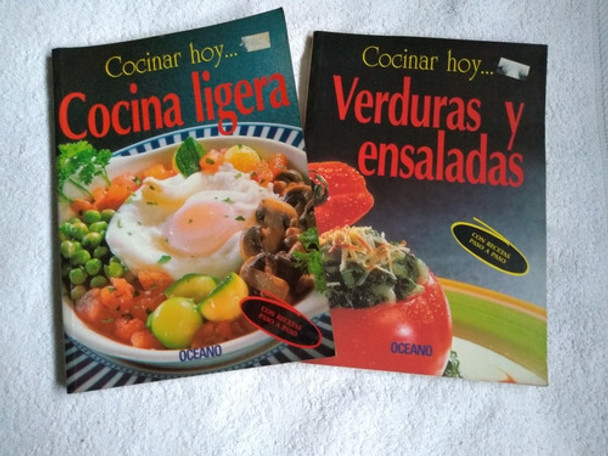 Cocinar hoy...
Cocina ligera
CON RECETAS
PASO A PASO
OCEANO
Cocinar hoy...
Verduras y
ensaladas
CON RECETAS
PASO A PASO
OCEANO